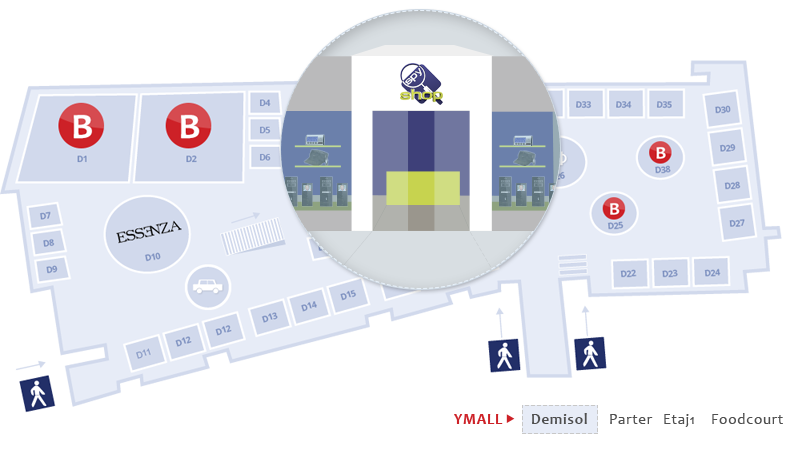 spy
shop
B
B
D1
D2
D4
D5
D6
D33
D34
D35
D30
D29
D28
D27
B
D38
B
D25
D7
D8
D9
ESSENZA
D10
D22
D23
D24
D11
D12
D12
D13
D14
D15
YMALL
Demisol
Parter
Etaj1
Foodcourt